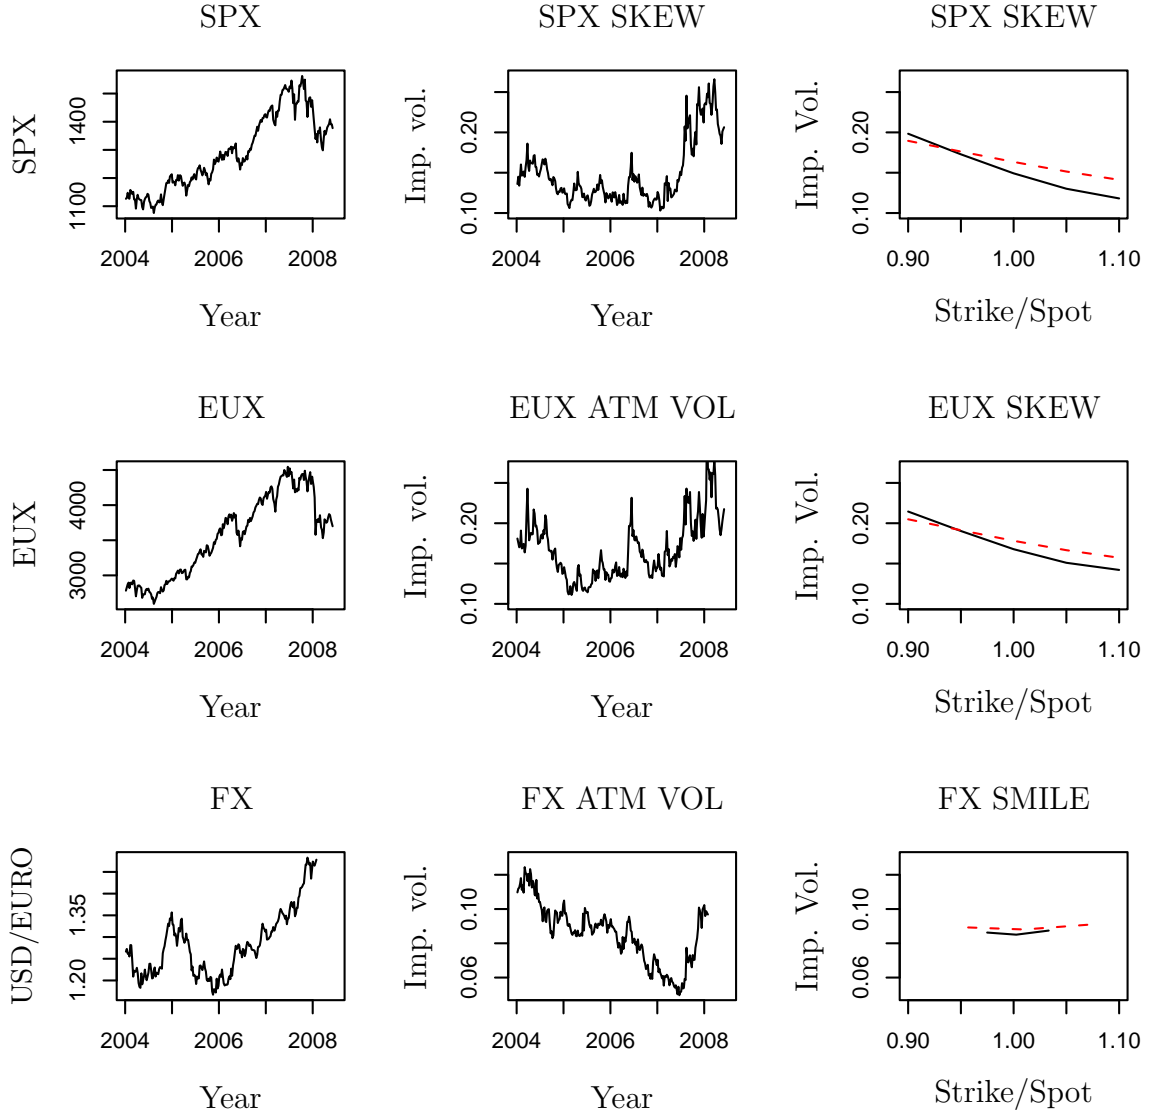 SPX
SPX SKEW
SPX SKEW
SPX
1100
1400
2004
2006
2008
Year
Imp. vol.
0.10
0.20
2004
2006
2008
Year
Imp. Vol.
0.10
0.20
0.90
1.00
1.10
Strike/Spot
EUX
EUX ATM VOL
EUX SKEW
EUX
3000
4000
2004
2006
2008
Year
Imp. vol.
0.10
0.20
2004
2006
2008
Year
Imp. Vol.
0.10
0.20
0.90
1.00
1.10
Strike/Spot
FX
FX ATM VOL
FX SMILE
USD/EURO
1.20
1.35
2004
2006
2008
Year
Imp. vol.
0.06
0.10
2004
2006
2008
Year
Imp. Vol.
0.06
0.10
0.90
1.00
1.10
Strike/Spot